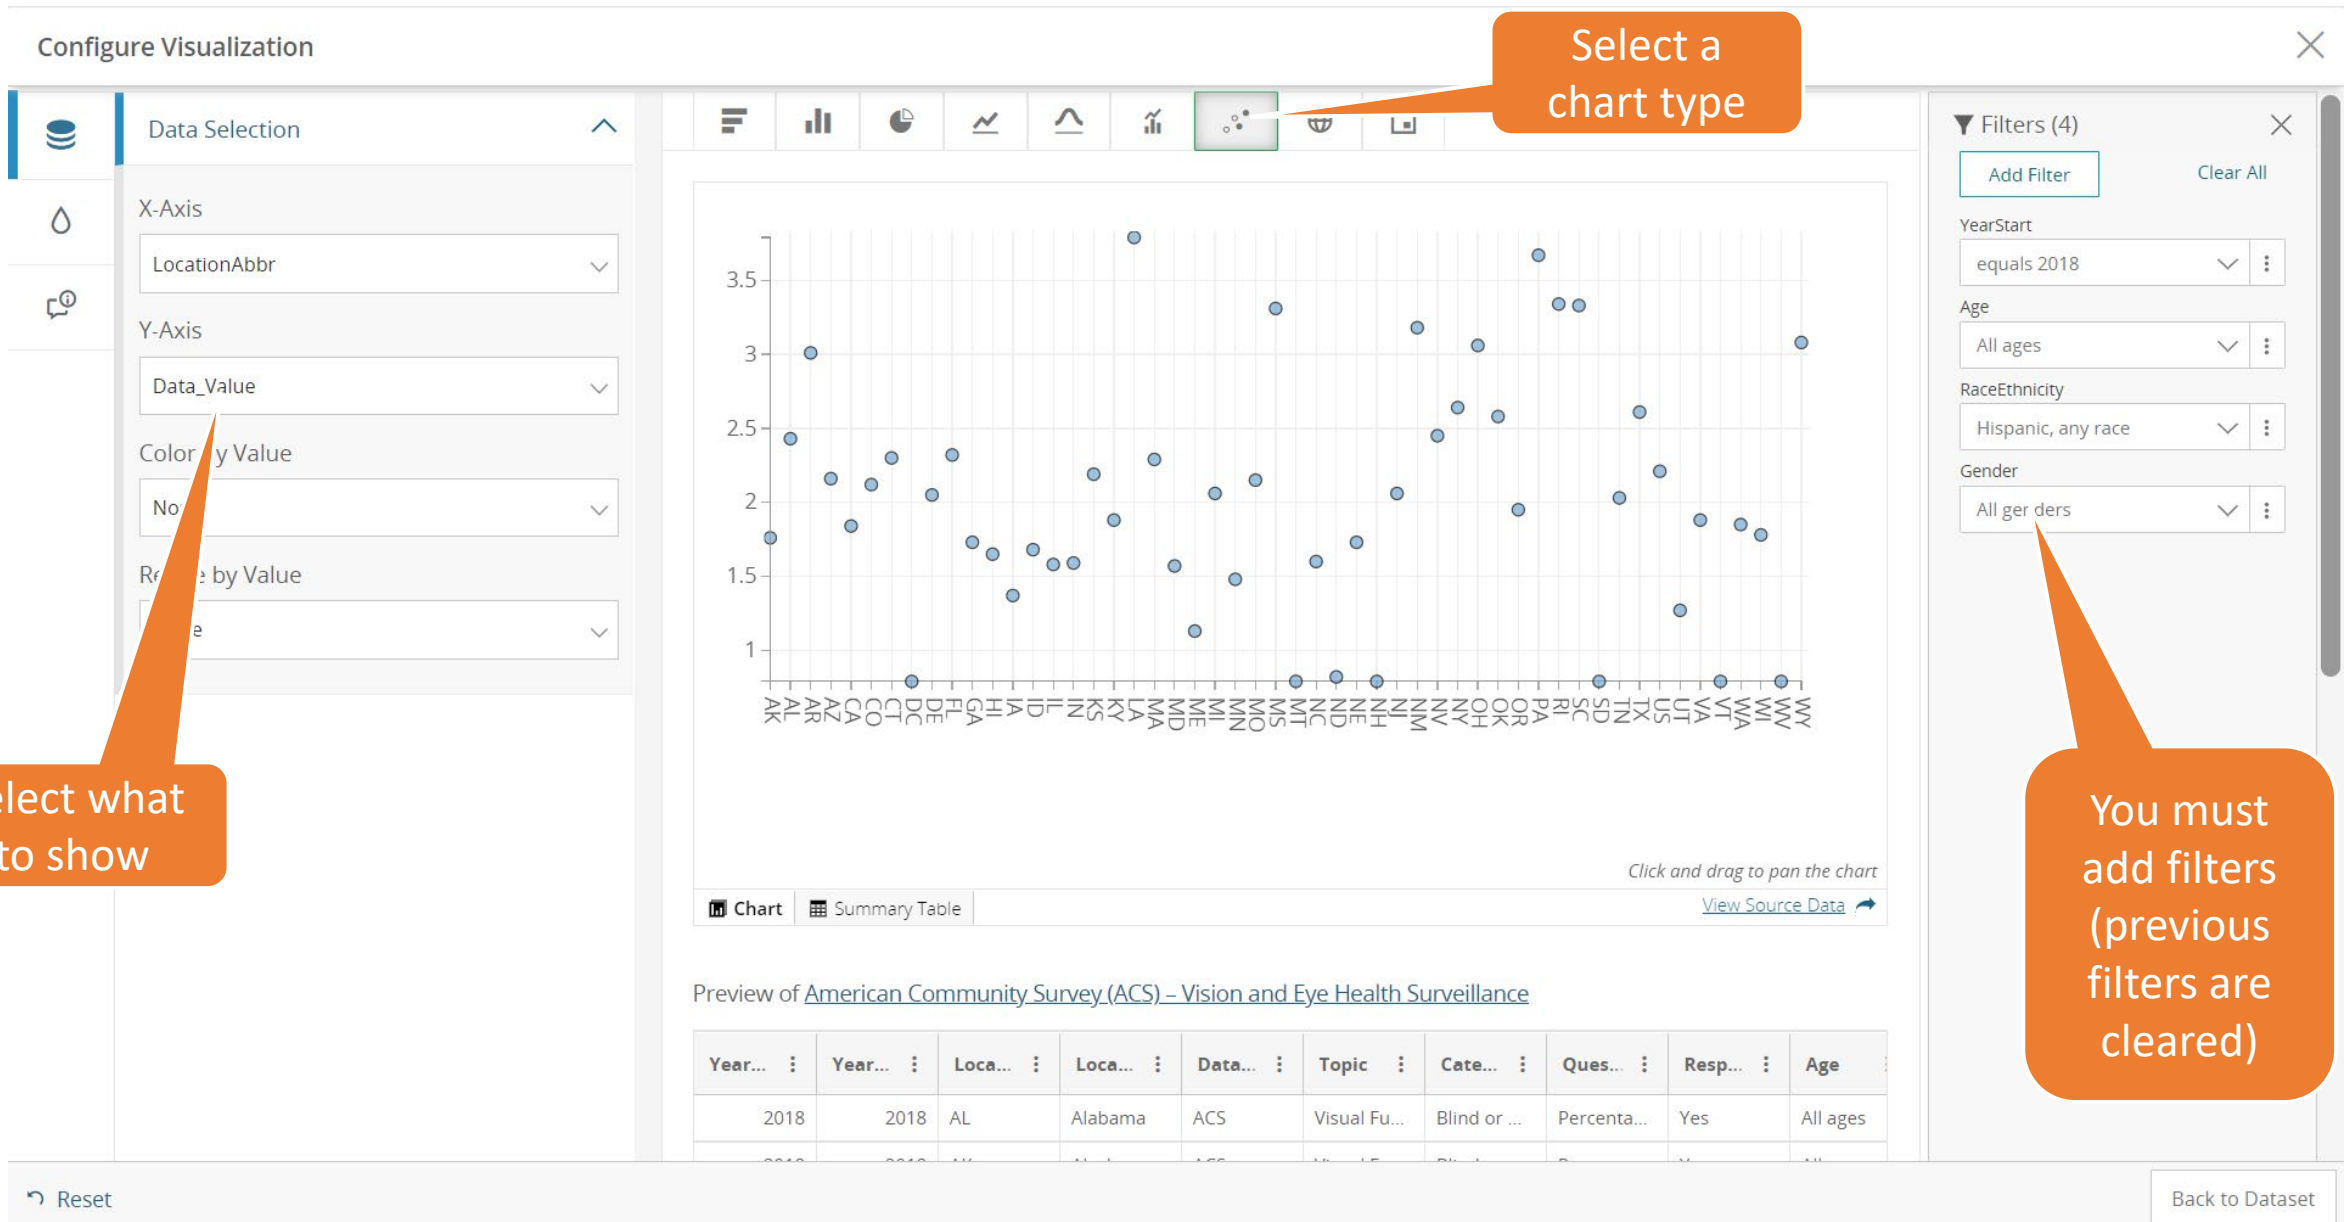 Configure Visualization
Select a
chart type
Data Selection
X-Axis
LocationAbbr
Y-Axis
Data_Value
Color y Value
No
Re e by Value
e
elect what
to show
3.5
3
2.5
2
1.5
1
AK AL AR AZ CA CO CT DC DE FL GA HI IA ID IL IN KS KY LA MA MD ME MI MN MO MS MT NC ND NE NH NJ NM NV NY OH OK OR PA RI SC SD TN TX US UT VA VT WA WI WV WY
Click and drag to pan the chart
Chart Summary Table View Source Data
Preview of American Community Survey (ACS) – Vision and Eye Health Surveillance
Year... Year... Loca... Loca... Data... Topic Cate... Ques... Resp... Age
2018 2018 AL Alabama ACS Visual Fu... Blind or ... Percenta... Yes All ages
Filters (4)
Add Filter Clear All
YearStart
equals 2018
Age
All ages
RaceEthnicity
Hispanic, any race
Gender
All genders
You must
add filters
(previous
filters are
cleared)
Reset
Back to Dataset